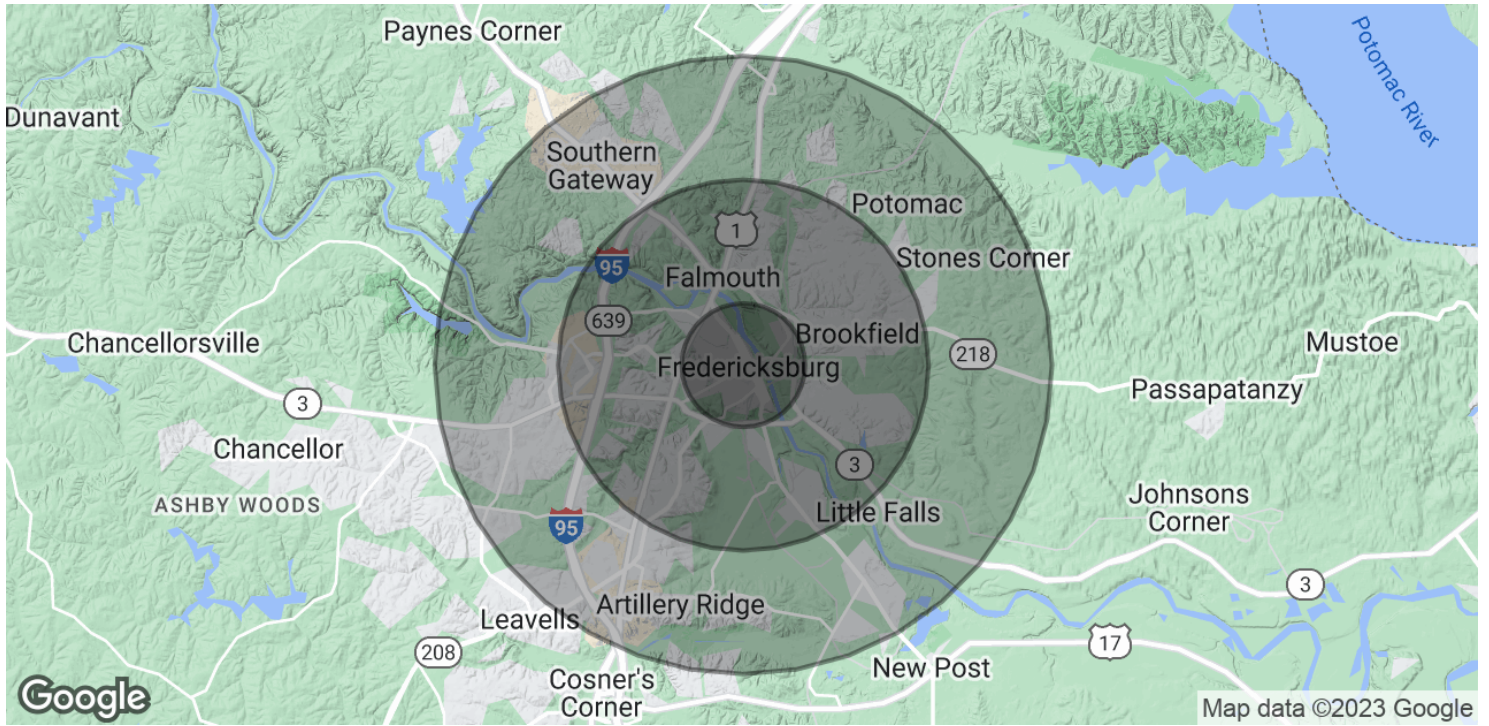 Paynes Corner
Potomac River
Dunavant
Southern
Gateway
Potomac
1
Stones Corner
95
Falmouth
639
Brookfield
Chancellorsville
Mustoe
218
Fredericksburg
Passapatanzy
3
Chancellor
3
Johnsons
Corner
ASHBY WOODS
Little Falls
95
3
Artillery Ridge
Leavells
17
208
New Post
Cosner's
Corner
Google
Map data ©2023 Google